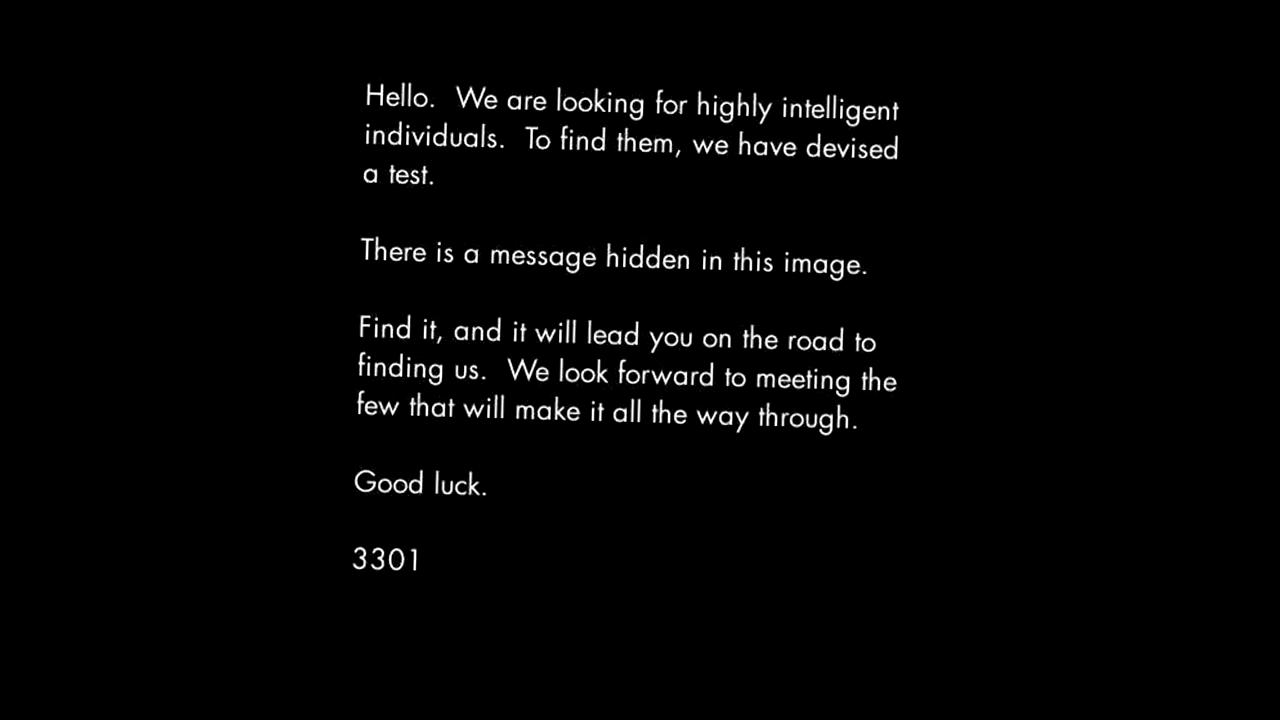 Hello. We are looking for highly intelligent
individuals. To find them, we have devised
a test.
There is a message hidden in this image.
Find it, and it will lead you on the road to
finding us. We look forward to meeting the
few that will make it all the way through.
Good luck.
3301